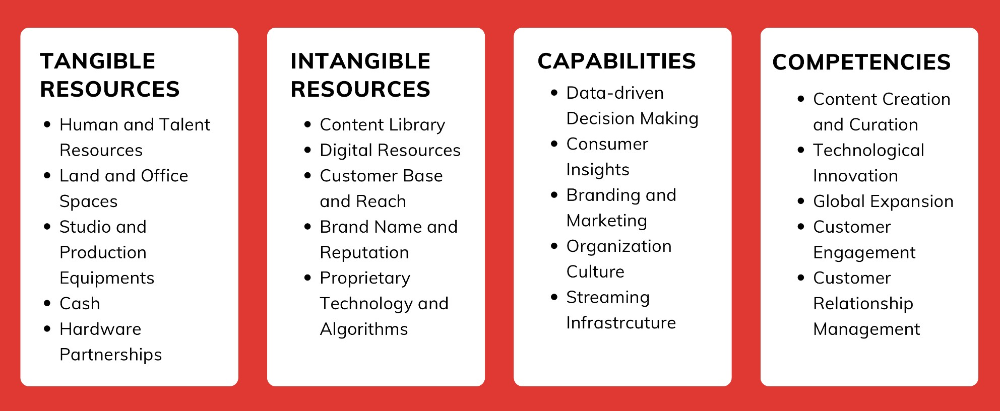 TANGIBLE
RESOURCES
• Human and Talent
Resources
• Land and Office
Spaces
• Studio and
Production
Equipments
• Cash
• Hardware
Partnerships
INTANGIBLE
RESOURCES
• Content Library
• Digital Resources
• Customer Base
and Reach
• Brand Name and
Reputation
• Proprietary
Technology and
Algorithms
CAPABILITIES
• Data-driven
Decision Making
• Consumer
Insights
• Branding and
Marketing
• Organization
Culture
• Streaming
Infrastrcuture
COMPETENCIES
• Content Creation
and Curation
• Technological
Innovation
• Global Expansion
• Customer
Engagement
• Customer
Relationship
Management